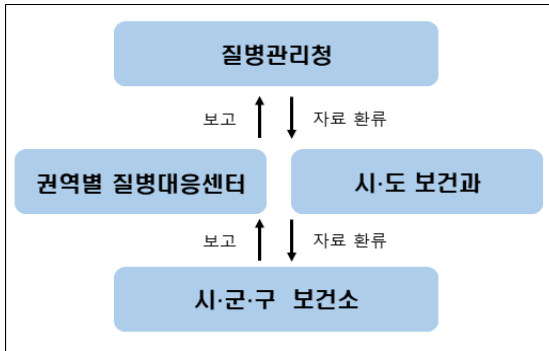 질병관리청
보고 자료 환류
권역별 질병대응센터 시·도 보건과
보고 자료 환류
시·군·구 보건소